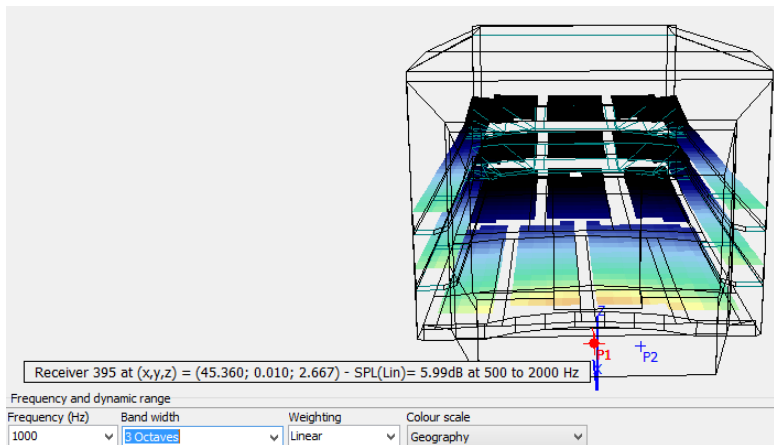 Z
P1
P2
X
Receiver 395 at (x,y,z) = (45.360; 0.010; 2.667) - SPL(Lin)= 5.99dB at 500 to 2000 Hz
Frequency and dynamic range
Frequency (Hz) Band width Weighting Colour scale
1000 3 Octaves Linear Geography